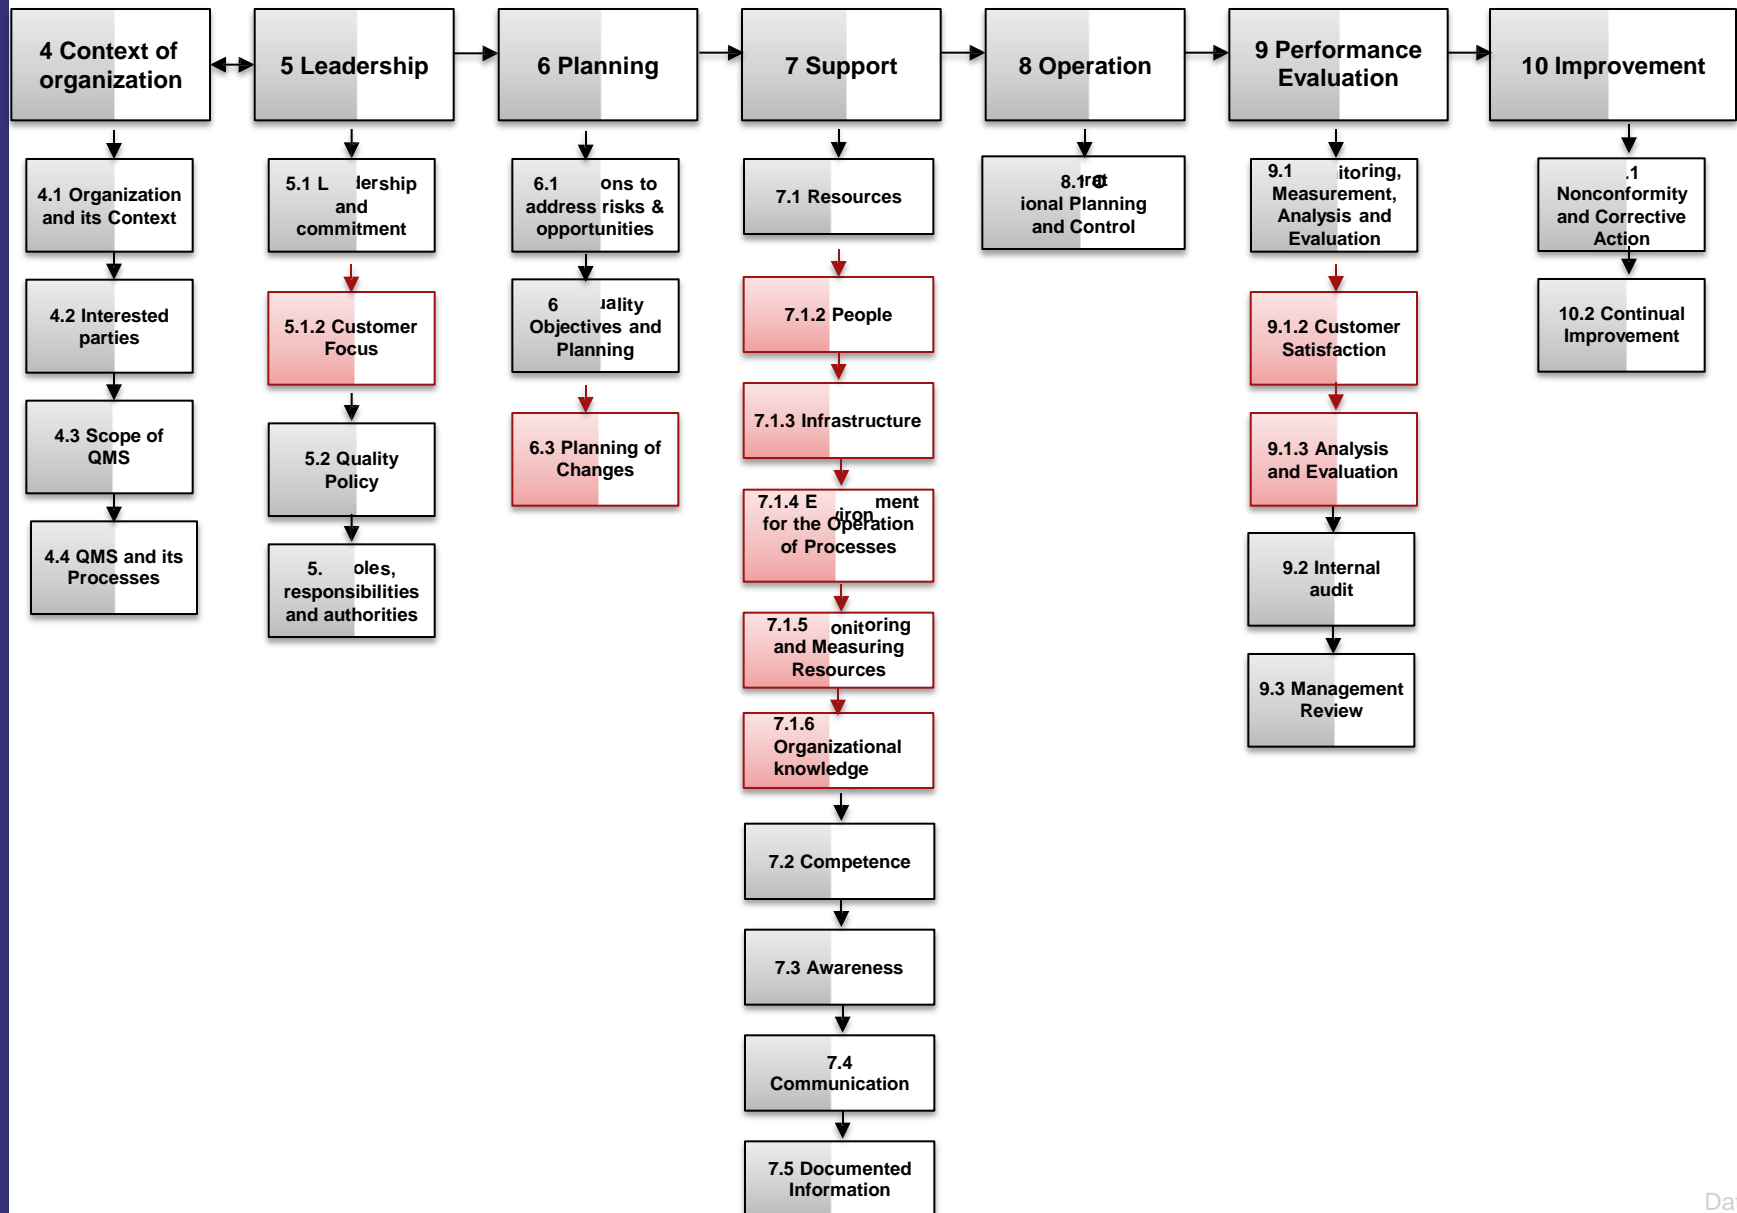 4 Context of
organization
5 Leadership
6 Planning
7 Support
8 Operation
9 Performance
Evaluation
10 Improvement
4.1 Organization
and its Context
4.2 Interested
parties
4.3 Scope of
QMS
4.4 QMS and its
Processes
5.1 L dership
and
commitment
5.1.2 Customer
Focus
5.2 Quality
Policy
5. oles,
responsibilities
and authorities
6.1 ons to
address risks &
opportunities
6 uality
Objectives and
Planning
6.3 Planning of
Changes
7.1 Resources
7.1.2 People
7.1.3 Infrastructure
7.1.4 E viron ment
for the Operation
of Processes
7.1.5 onitoring
and Measuring
Resources
7.1.6
Organizational
knowledge
7.2 Competence
7.3 Awareness
7.4
Communication
7.5 Documented
Information
8.1 O rat
ional Planning
and Control
9.1 itoring,
Measurement,
Analysis and
Evaluation
9.1.2 Customer
Satisfaction
9.1.3 Analysis
and Evaluation
9.2 Internal
audit
9.3 Management
Review
.1
Nonconformity
and Corrective
Action
10.2 Continual
Improvement
Da